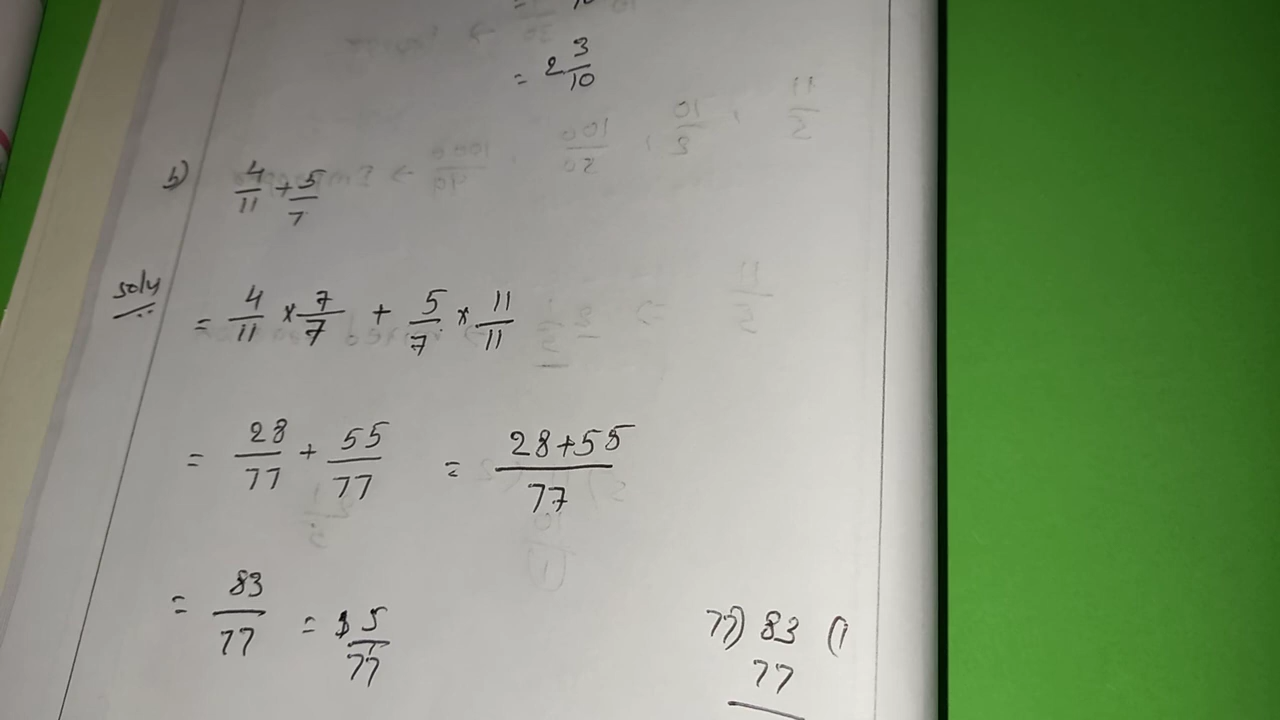 = 2 3/10
b) 4/11 + 5/7
soln = 4/11 × 7/7 + 5/7 × 11/11
= 28/77 + 55/77 = 28+55/77
= 83/77 = 1 5/77
77) 83 (1
77